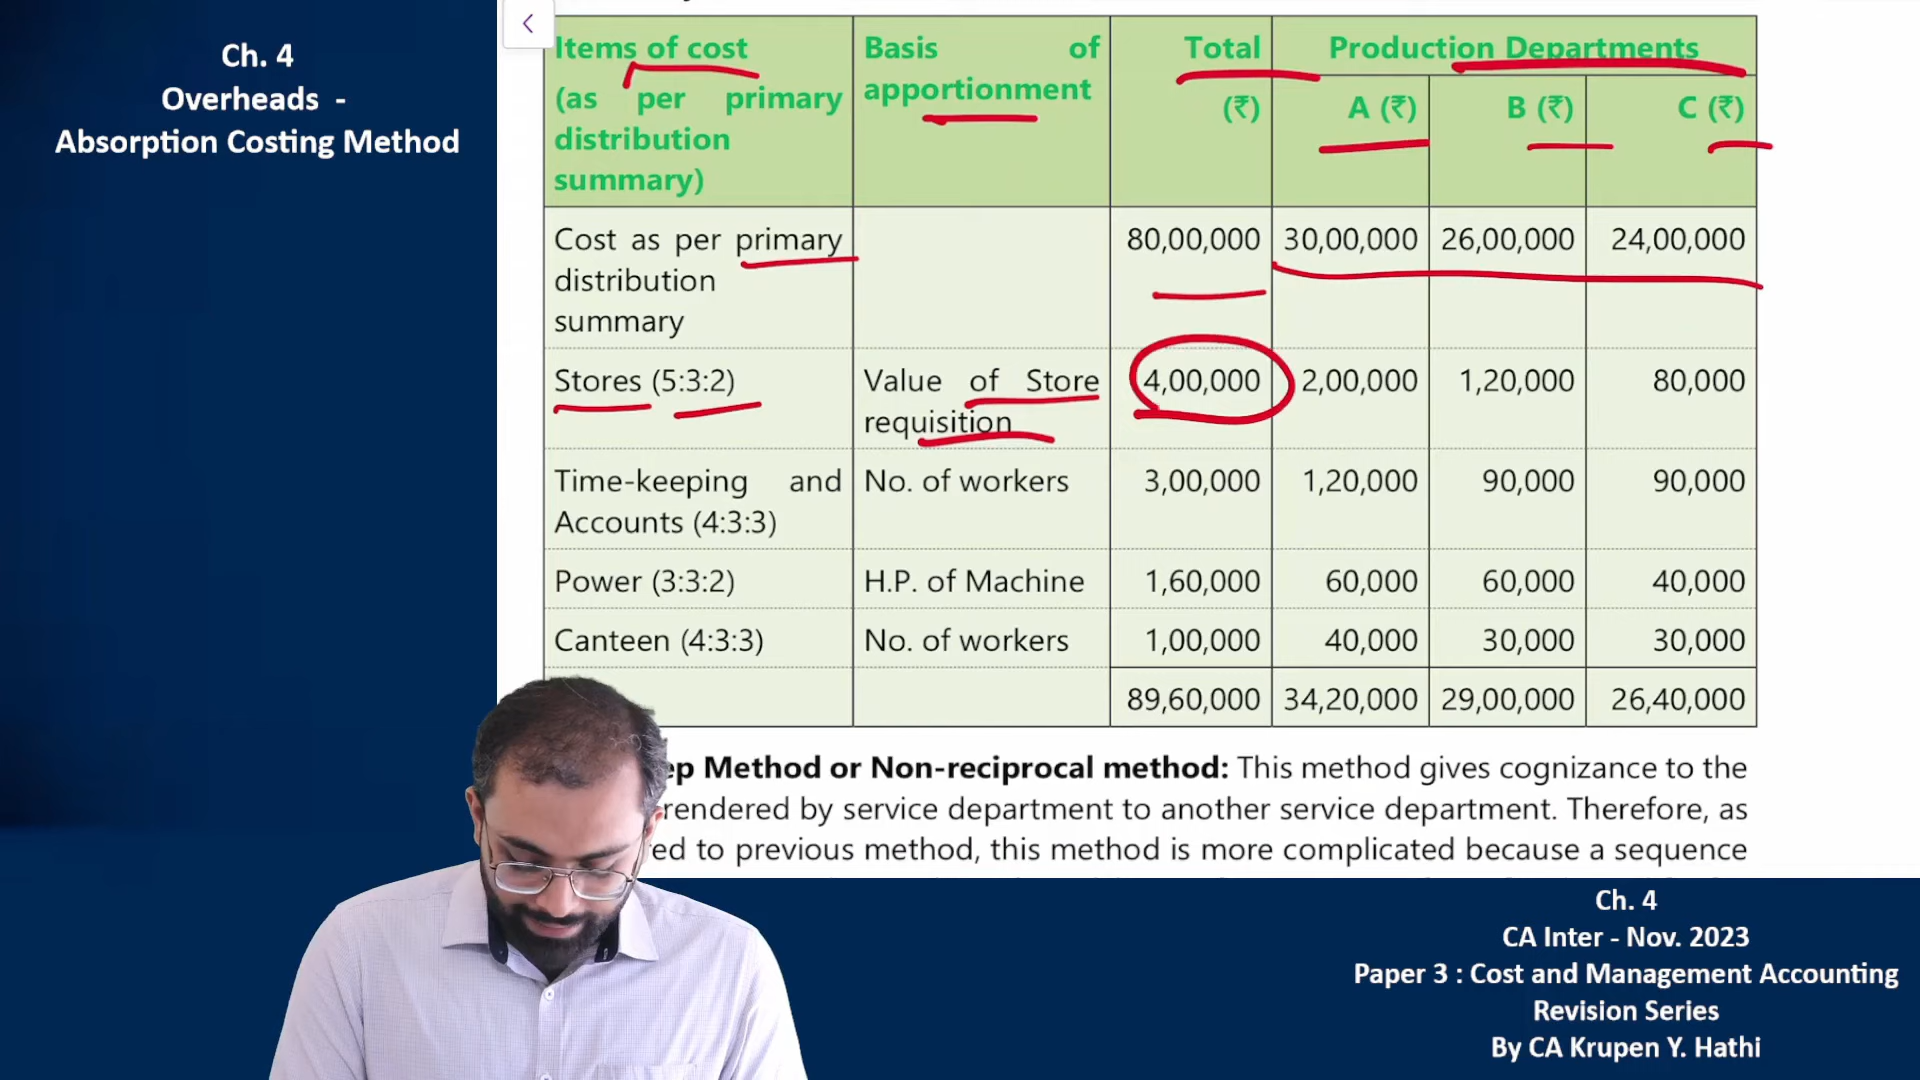 Ch. 4
Overheads -
Absorption Costing Method
Items of cost
(as per primary
distribution
summary)
Basis of
apportionment
Total
(₹)
Production Departments
A (₹) B (₹) C (₹)
Cost as per primary
distribution
summary
80,00,000 30,00,000 26,00,000 24,00,000
Stores (5:3:2)
Value of Store
requisition
4,00,000 2,00,000 1,20,000 80,000
Time-keeping and
Accounts (4:3:3)
No. of workers
3,00,000 1,20,000 90,000 90,000
Power (3:3:2) H.P. of Machine 1,60,000 60,000 60,000 40,000
Canteen (4:3:3) No. of workers 1,00,000 40,000 30,000 30,000
89,60,000 34,20,000 29,00,000 26,40,000
Method or Non-reciprocal method: This method gives cognizance to the
rendered by service department to another service department. Therefore, as
to previous method, this method is more complicated because a sequence
Ch. 4
CA Inter - Nov. 2023
Paper 3 : Cost and Management Accounting
Revision Series
By CA Krupen Y. Hathi